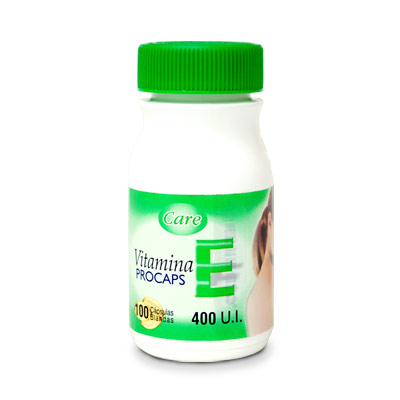 Care
Vitamina E
PROCAPS
100 Cápsulas
Blandas
400 U.I.